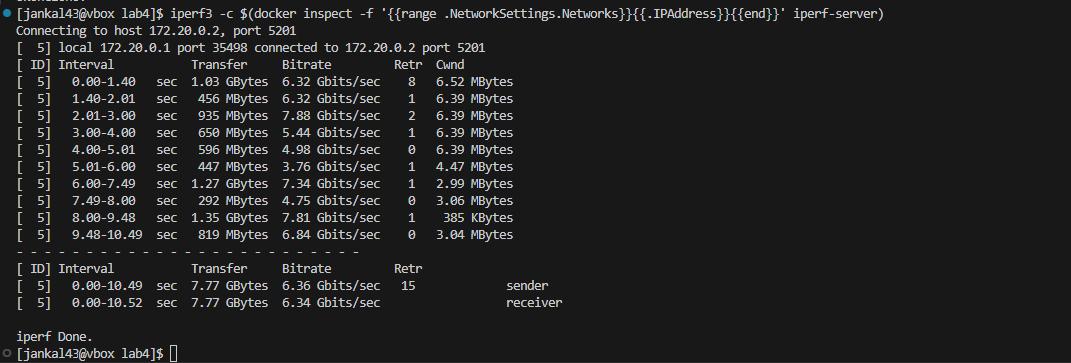 [jankal43@vbox lab4]$ iperf3 -c $(docker inspect -f '{{range .NetworkSettings.Networks}}{{.IPAddress}}{{end}}' iperf-server)
Connecting to host 172.20.0.2, port 5201
[  5] local 172.20.0.1 port 35498 connected to 172.20.0.2 port 5201
[ ID] Interval           Transfer     Bitrate         Retr  Cwnd
[  5]   0.00-1.40   sec  1.03 GBytes  6.32 Gbits/sec    8   6.52 MBytes
[  5]   1.40-2.01   sec   456 MBytes  6.32 Gbits/sec    1   6.39 MBytes
[  5]   2.01-3.00   sec   935 MBytes  7.88 Gbits/sec    2   6.39 MBytes
[  5]   3.00-4.00   sec   650 MBytes  5.44 Gbits/sec    1   6.39 MBytes
[  5]   4.00-5.01   sec   596 MBytes  4.98 Gbits/sec    0   6.39 MBytes
[  5]   5.01-6.00   sec   447 MBytes  3.76 Gbits/sec    1   4.47 MBytes
[  5]   6.00-7.49   sec  1.27 GBytes  7.34 Gbits/sec    1   2.99 MBytes
[  5]   7.49-8.00   sec   292 MBytes  4.75 Gbits/sec    0   3.06 MBytes
[  5]   8.00-9.48   sec  1.35 GBytes  7.81 Gbits/sec    1    385 KBytes
[  5]   9.48-10.49  sec   819 MBytes  6.84 Gbits/sec    0   3.04 MBytes
- - - - - - - - - - - - - - - - - - - - - - - - -
[ ID] Interval           Transfer     Bitrate         Retr
[  5]   0.00-10.49  sec  7.77 GBytes  6.36 Gbits/sec   15             sender
[  5]   0.00-10.52  sec  7.77 GBytes  6.34 Gbits/sec                  receiver
iperf Done.
[jankal43@vbox lab4]$